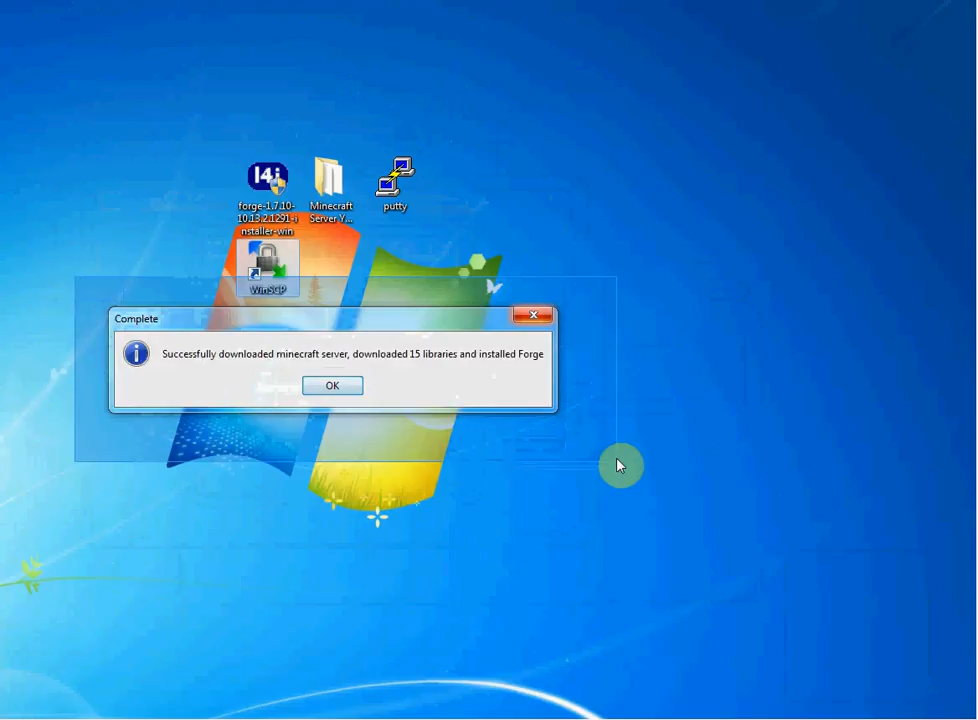 14i
forge-1.7.10-
10.13.2.1291-i
nstaller-win
Minecraft
Server Y...
putty
WinSCP
Complete
Successfully downloaded minecraft server, downloaded 15 libraries and installed Forge
OK